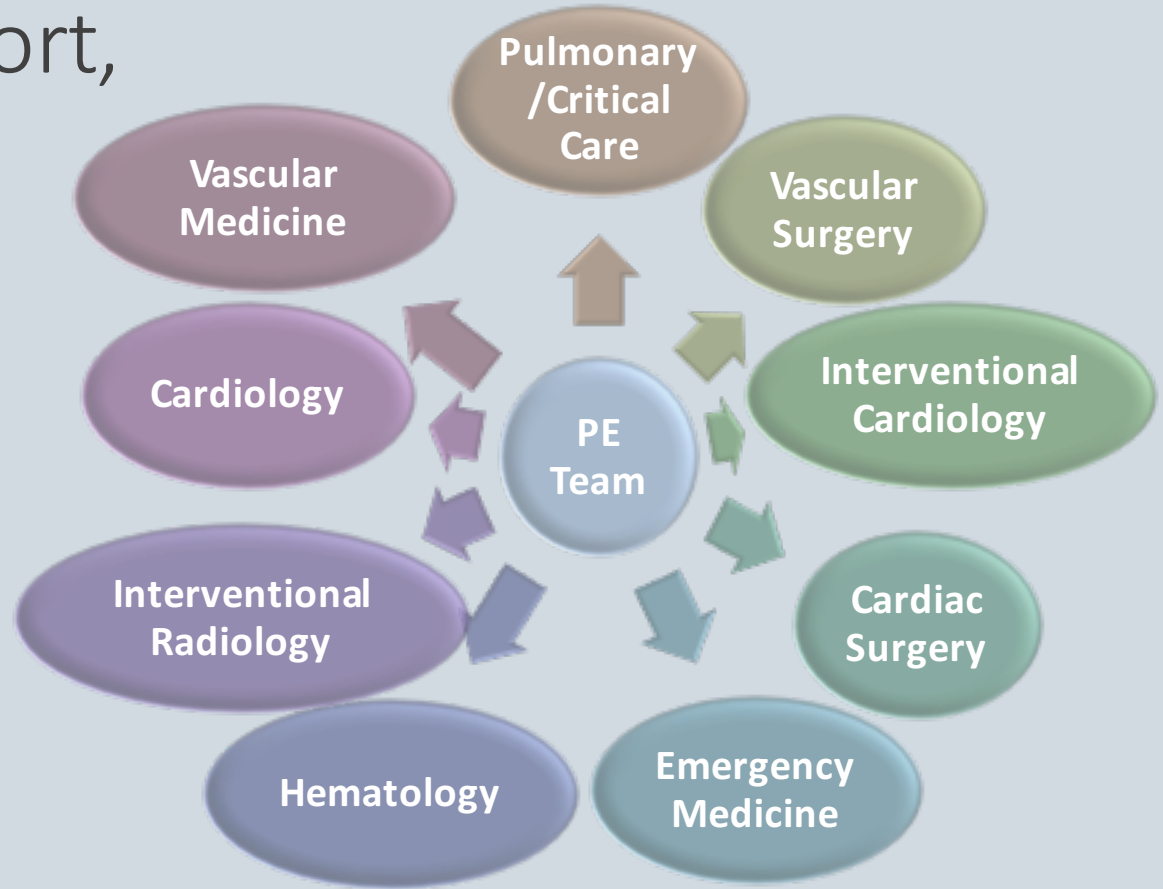 ort,
Pulmonary
/Critical
Care
Vascular
Surgery
Interventional
Cardiology
Cardiac
Surgery
Emergency
Medicine
Hematology
Interventional
Radiology
Cardiology
Vascular
Medicine
PE
Team